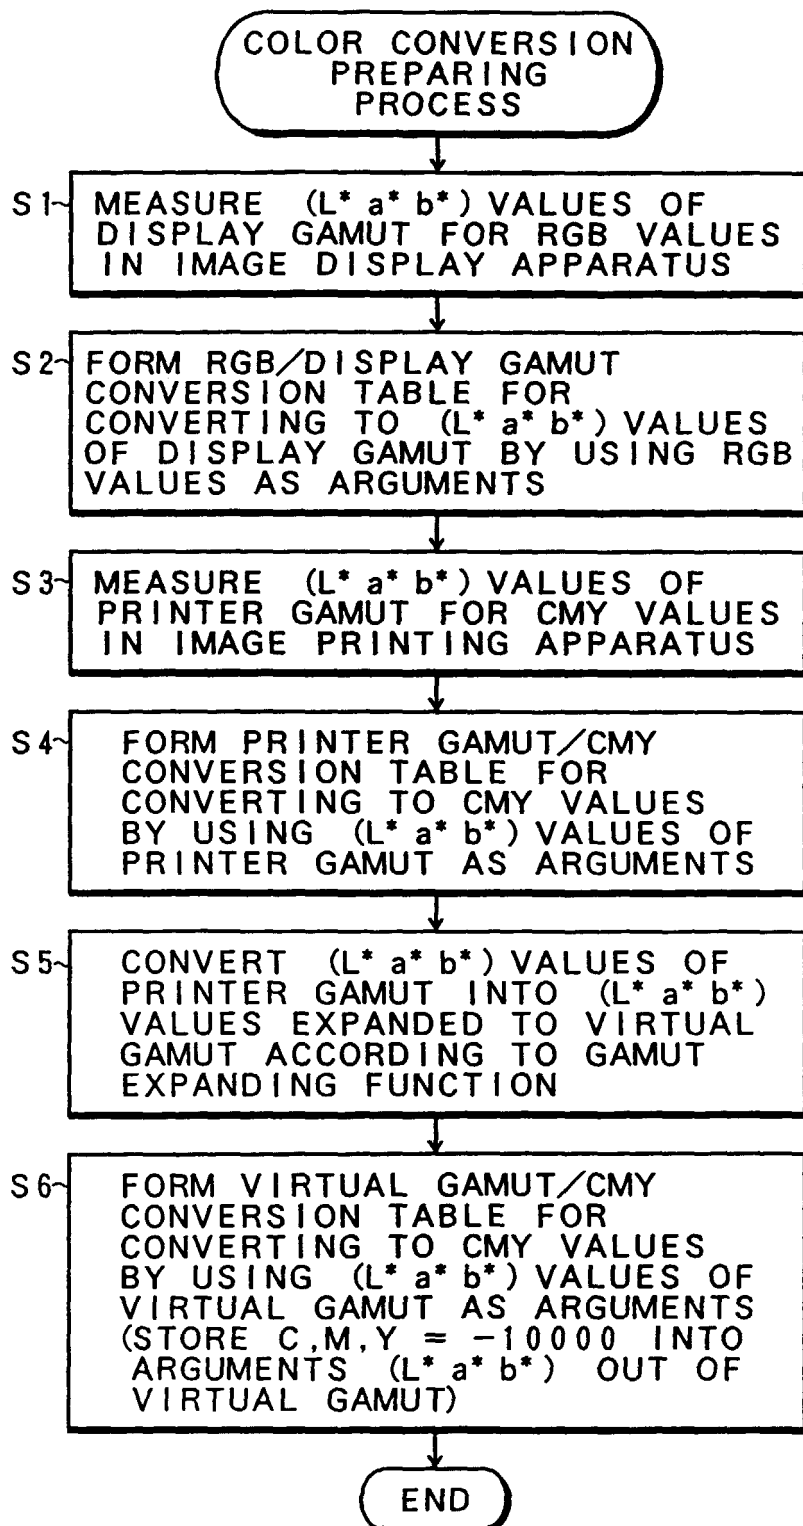 COLOR CONVERSION
PREPARING
PROCESS
S1
MEASURE (L* a* b*) VALUES OF
DISPLAY GAMUT FOR RGB VALUES
IN IMAGE DISPLAY APPARATUS
S2
FORM RGB/DISPLAY GAMUT
CONVERSION TABLE FOR
CONVERTING TO (L* a* b*) VALUES
OF DISPLAY GAMUT BY USING RGB
VALUES AS ARGUMENTS
S3
MEASURE (L* a* b*) VALUES OF
PRINTER GAMUT FOR CMY VALUES
IN IMAGE PRINTING APPARATUS
S4
FORM PRINTER GAMUT/CMY
CONVERSION TABLE FOR
CONVERTING TO CMY VALUES
BY USING (L* a* b*) VALUES OF
PRINTER GAMUT AS ARGUMENTS
S5
CONVERT (L* a* b*) VALUES OF
PRINTER GAMUT INTO (L* a* b*)
VALUES EXPANDED TO VIRTUAL
GAMUT ACCORDING TO GAMUT
EXPANDING FUNCTION
S6
FORM VIRTUAL GAMUT/CMY
CONVERSION TABLE FOR
CONVERTING TO CMY VALUES
BY USING (L* a* b*) VALUES OF
VIRTUAL GAMUT AS ARGUMENTS
(STORE C,M,Y = -10000 INTO
ARGUMENTS (L* a* b*) OUT OF
VIRTUAL GAMUT)
END